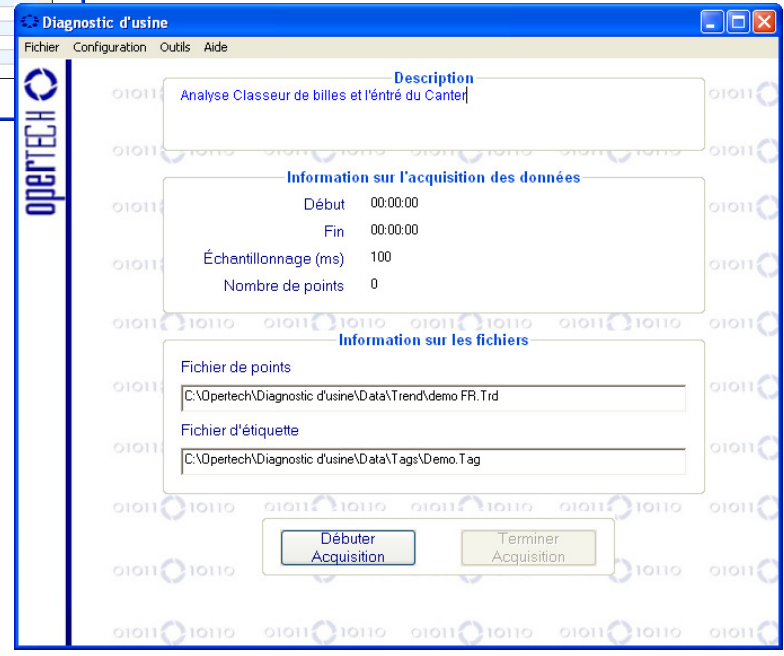 Diagnostic d'usine
Fichier Configuration Outils Aide
OPERTECH
Description
Analyse Classeur de billes et l'éntré du Canter
Information sur l'acquisition des données
Début 00:00:00
Fin 00:00:00
Échantillonnage (ms) 100
Nombre de points 0
Information sur les fichiers
Fichier de points
C:\Opertech\Diagnostic d'usine\Data\Trend\demo FR.Trd
Fichier d'étiquette
C:\Opertech\Diagnostic d'usine\Data\Tags\Demo.Tag
Débuter Acquisition
Terminer Acquisition